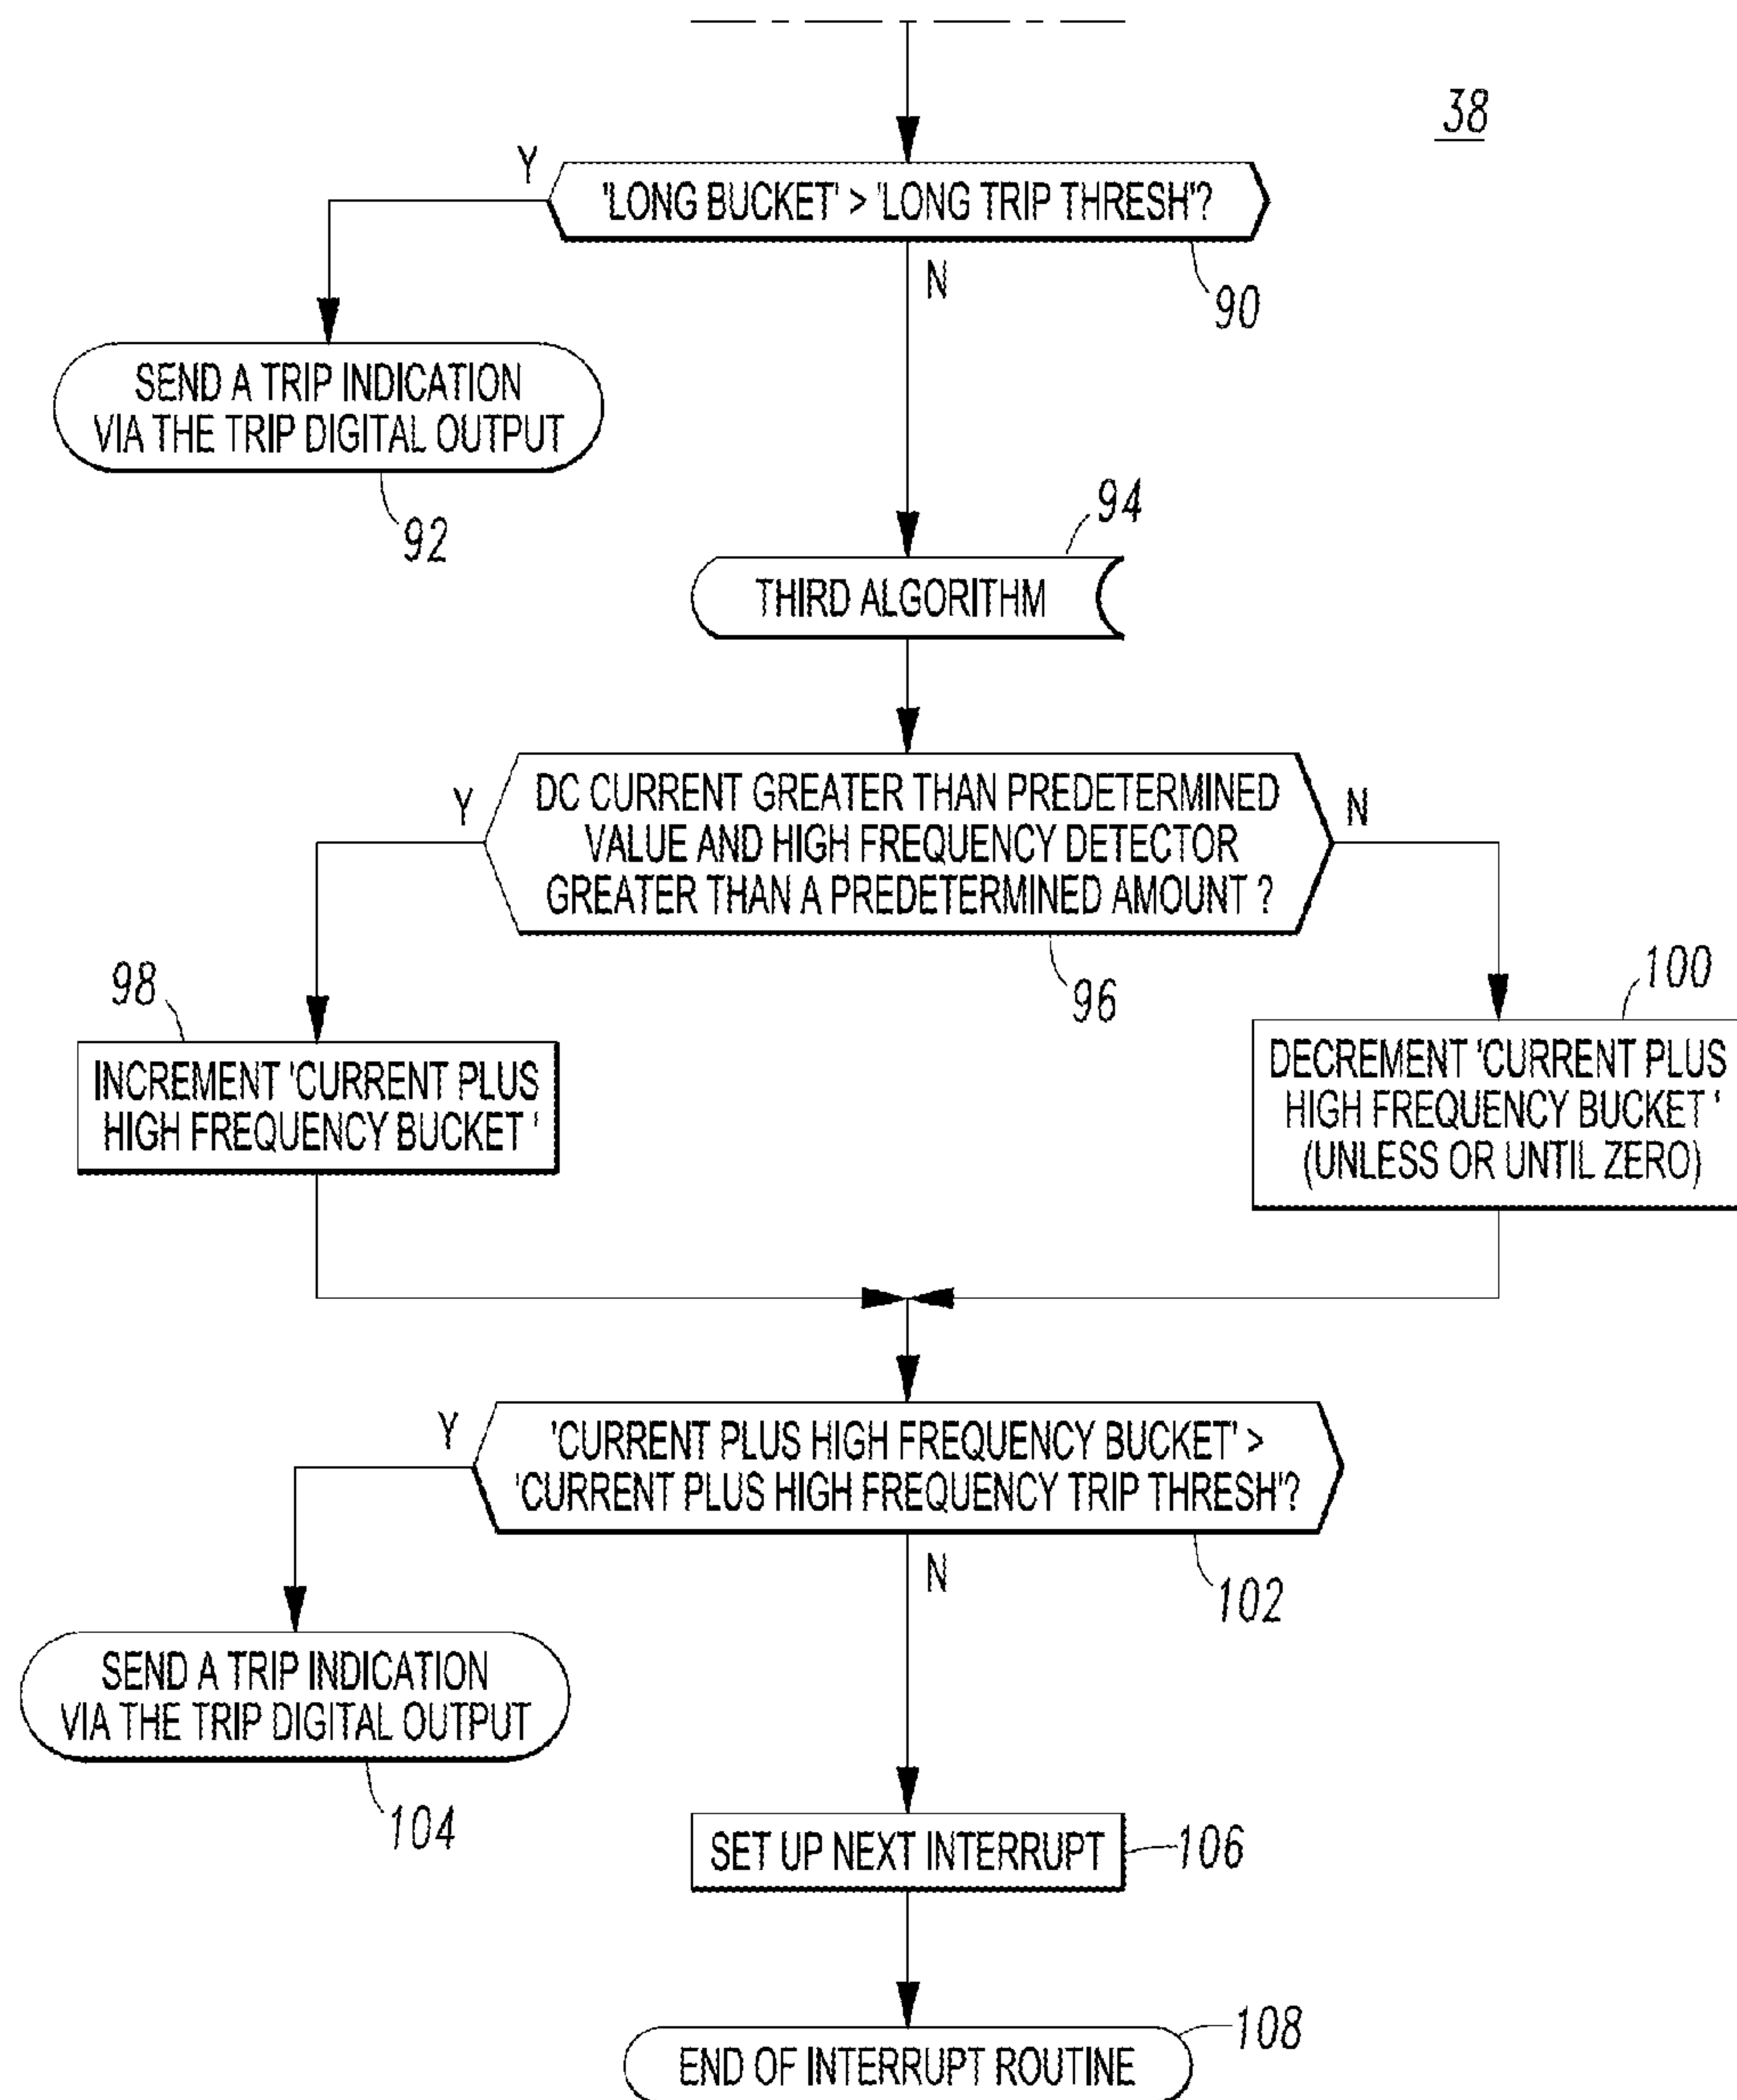 38
Y
'LONG BUCKET' > 'LONG TRIP THRESH'?
N
90
SEND A TRIP INDICATION
VIA THE TRIP DIGITAL OUTPUT
92
94
THIRD ALGORITHM
Y
DC CURRENT GREATER THAN PREDETERMINED
VALUE AND HIGH FREQUENCY DETECTOR
GREATER THAN A PREDETERMINED AMOUNT ?
N
96
98
INCREMENT 'CURRENT PLUS
HIGH FREQUENCY BUCKET '
100
DECREMENT 'CURRENT PLUS
HIGH FREQUENCY BUCKET '
(UNLESS OR UNTIL ZERO)
Y
'CURRENT PLUS HIGH FREQUENCY BUCKET' >
'CURRENT PLUS HIGH FREQUENCY TRIP THRESH'?
N
102
SEND A TRIP INDICATION
VIA THE TRIP DIGITAL OUTPUT
104
SET UP NEXT INTERRUPT
106
108
END OF INTERRUPT ROUTINE